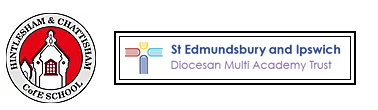 HINTLESHAM & CHATTISHAM
CofE SCHOOL
St Edmundsbury and Ipswich
Diocesan Multi Academy Trust